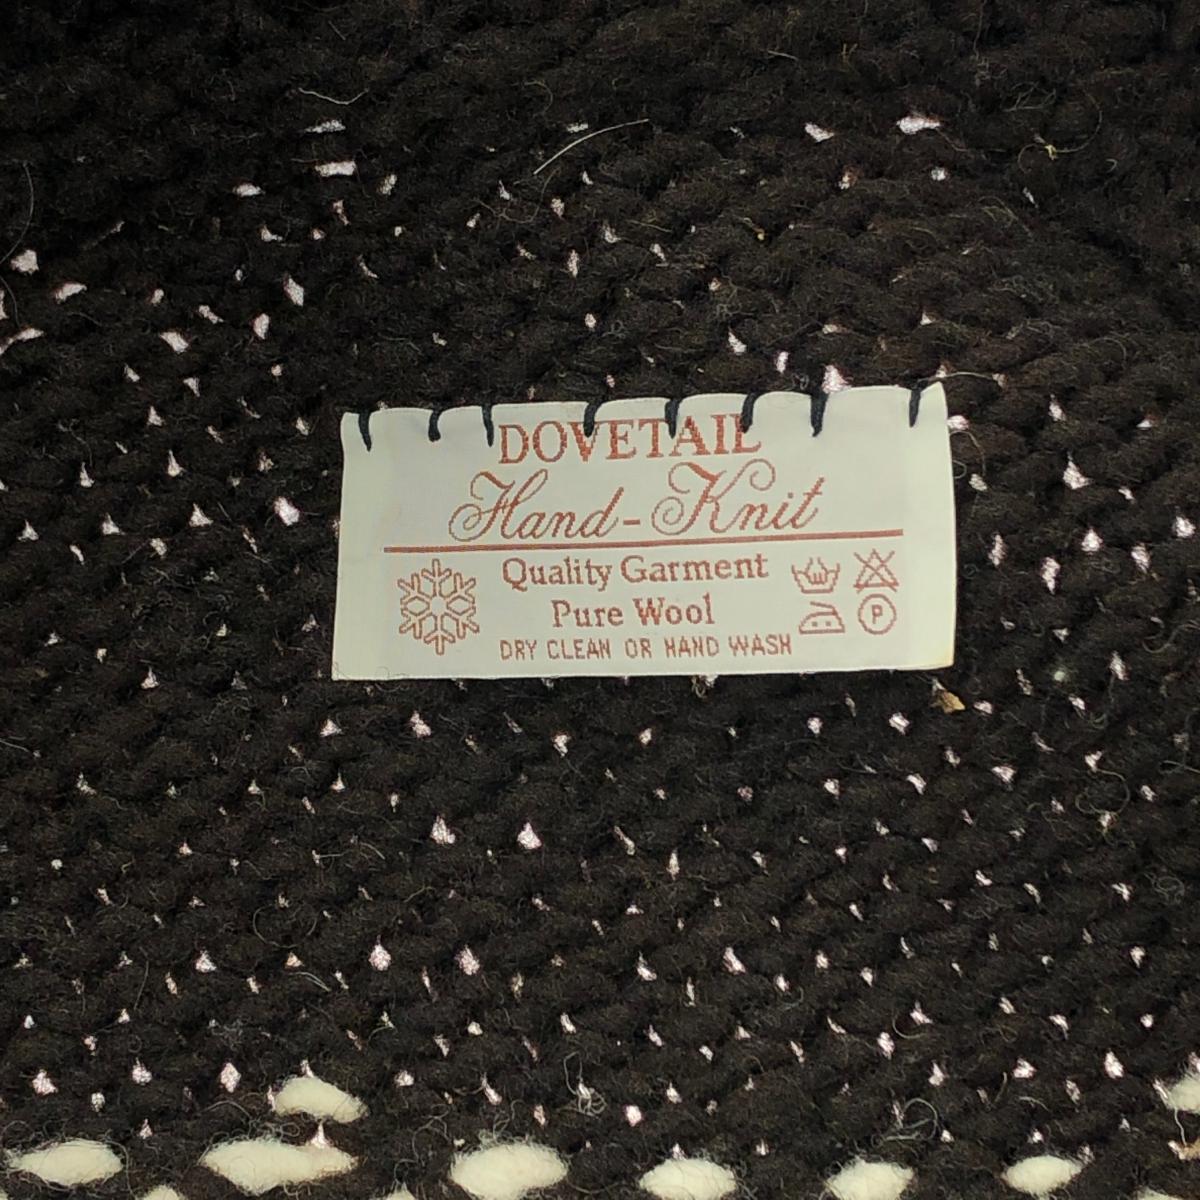 DOVETAIL
Hand-Knit
Quality Garment
Pure Wool
P
DRY CLEAN OR HAND WASH